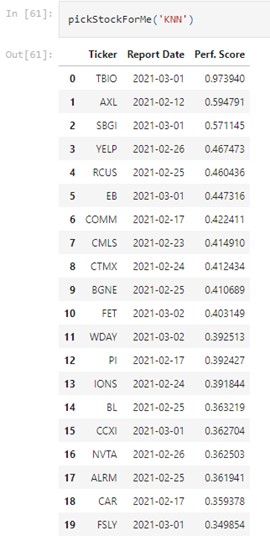 In [61]: pickStockForMe('KNN')
Out[61]:
Ticker Report Date Perf. Score
0 TBIO 2021-03-01 0.973940
1 AXL 2021-02-12 0.594791
2 SBGI 2021-03-01 0.571145
3 YELP 2021-02-26 0.467473
4 RCUS 2021-02-25 0.460436
5 EB 2021-03-01 0.447316
6 COMM 2021-02-17 0.422411
7 CMLS 2021-02-23 0.414910
8 CTMX 2021-02-24 0.412434
9 BGNE 2021-02-25 0.410689
10 FET 2021-03-02 0.403149
11 WDAY 2021-03-02 0.392513
12 PI 2021-02-17 0.392427
13 IONS 2021-02-24 0.391844
14 BL 2021-02-25 0.363219
15 CCXI 2021-03-01 0.362704
16 NVTA 2021-02-26 0.362503
17 ALRM 2021-02-25 0.361941
18 CAR 2021-02-17 0.359378
19 FSLY 2021-03-01 0.349854